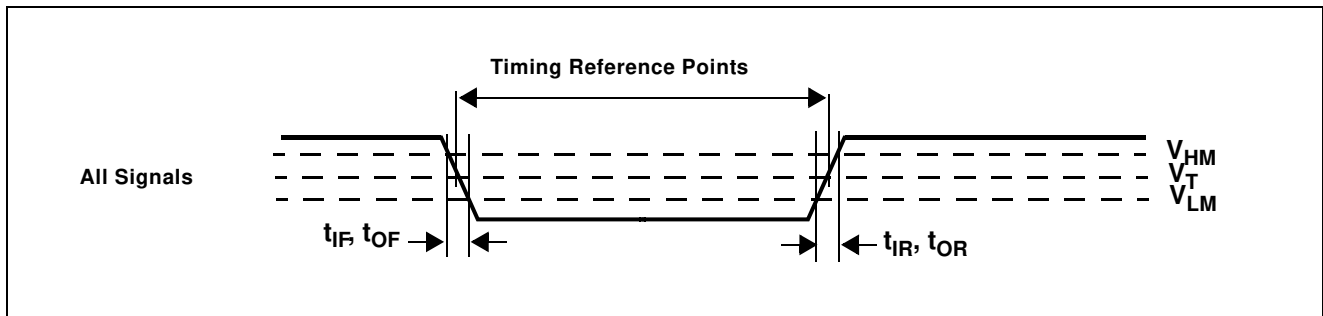 Timing Reference Points
All Signals
V_HM
V_T
V_LM
t_IF, t_OF
t_IR, t_OR